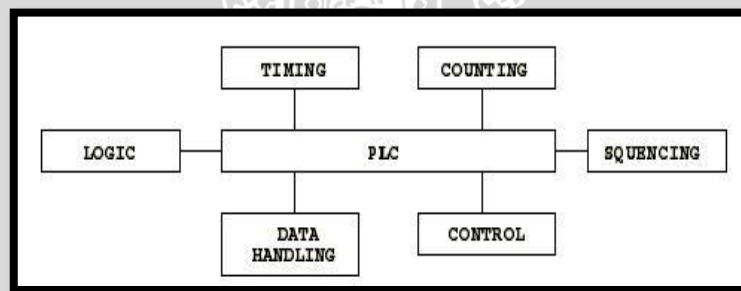 TIMING
COUNTING
LOGIC
PLC
SQUENCING
DATA
HANDLING
CONTROL